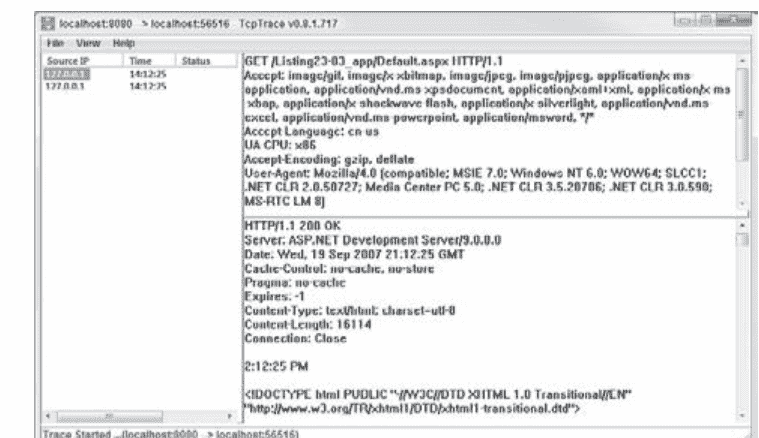 localhost:8080 -> localhost:56516 TcpTrace v0.8.1.717
File View Help
Source IP Time Status
127.0.0.1 14:12:25
127.0.0.1 14:12:25
GET /Listing23-03_app/Default.aspx HTTP/1.1
Accept: image/gif, image/x-xbitmap, image/jpeg, image/pjpeg, application/x-ms-
application, application/vnd.ms-xpsdocument, application/xaml+xml, application/x-ms-
xbap, application/x-shockwave-flash, application/x-silverlight, application/vnd.ms-
excel, application/vnd.ms-powerpoint, application/msword, */*
Accept-Language: en-us
UA-CPU: x86
Accept-Encoding: gzip, deflate
User-Agent: Mozilla/4.0 (compatible; MSIE 7.0; Windows NT 6.0; WOW64; SLCC1;
.NET CLR 2.0.50727; Media Center PC 5.0; .NET CLR 3.5.20706; .NET CLR 3.0.590;
MS-RTC LM 8)
HTTP/1.1 200 OK
Server: ASP.NET Development Server/9.0.0.0
Date: Wed, 19 Sep 2007 21:12:25 GMT
Cache-Control: no-cache, no-store
Pragma: no-cache
Expires: -1
Content-Type: text/html; charset=utf-8
Content-Length: 16114
Connection: Close
2:12:25 PM
<!DOCTYPE html PUBLIC "-//W3C//DTD XHTML 1.0 Transitional//EN"
"http://www.w3.org/TR/xhtml1/DTD/xhtml1-transitional.dtd">
Trace Started ...(localhost:8080 -> localhost:56516)